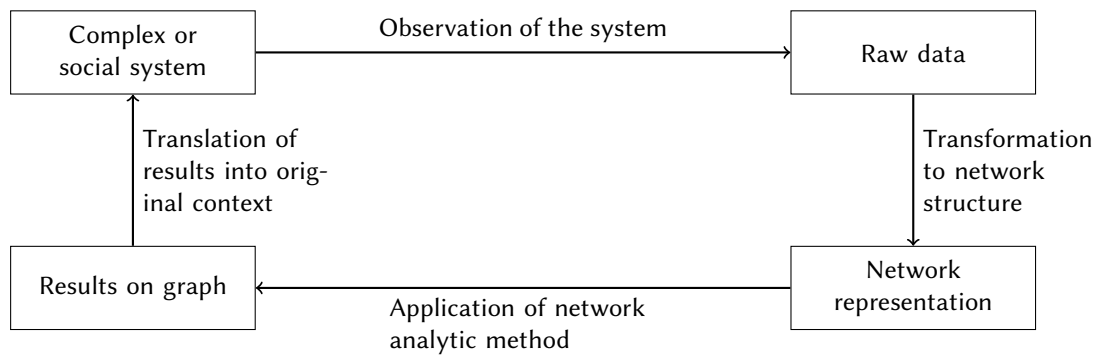 Complex or
social system
Observation of the system
Raw data
Translation of
results into orig-
inal context
Transformation
to network
structure
Results on graph
Application of network
analytic method
Network
representation